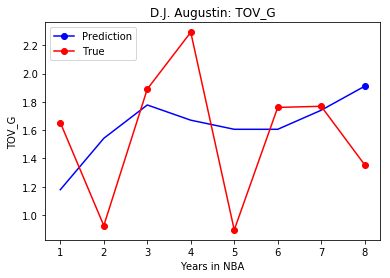 D.J. Augustin: TOV_G
Prediction
True
2.2
2.0
1.8
1.6
1.4
1.2
1.0
TOV_G
1 2 3 4 5 6 7 8
Years in NBA